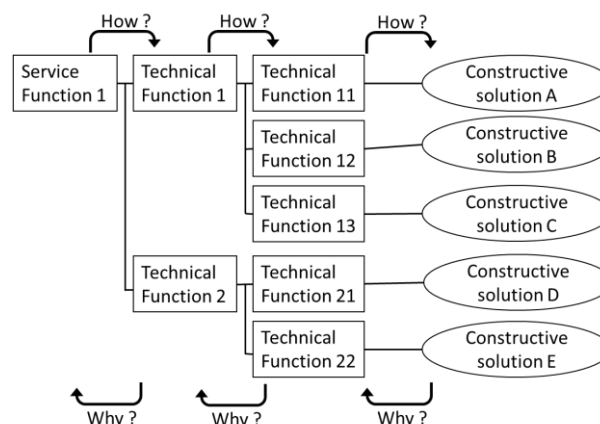 How ?
How ?
How ?
Service
Function 1
Technical
Function 1
Technical
Function 11
Constructive
solution A
Technical
Function 12
Constructive
solution B
Technical
Function 13
Constructive
solution C
Technical
Function 2
Technical
Function 21
Constructive
solution D
Technical
Function 22
Constructive
solution E
Why ?
Why ?
Why ?